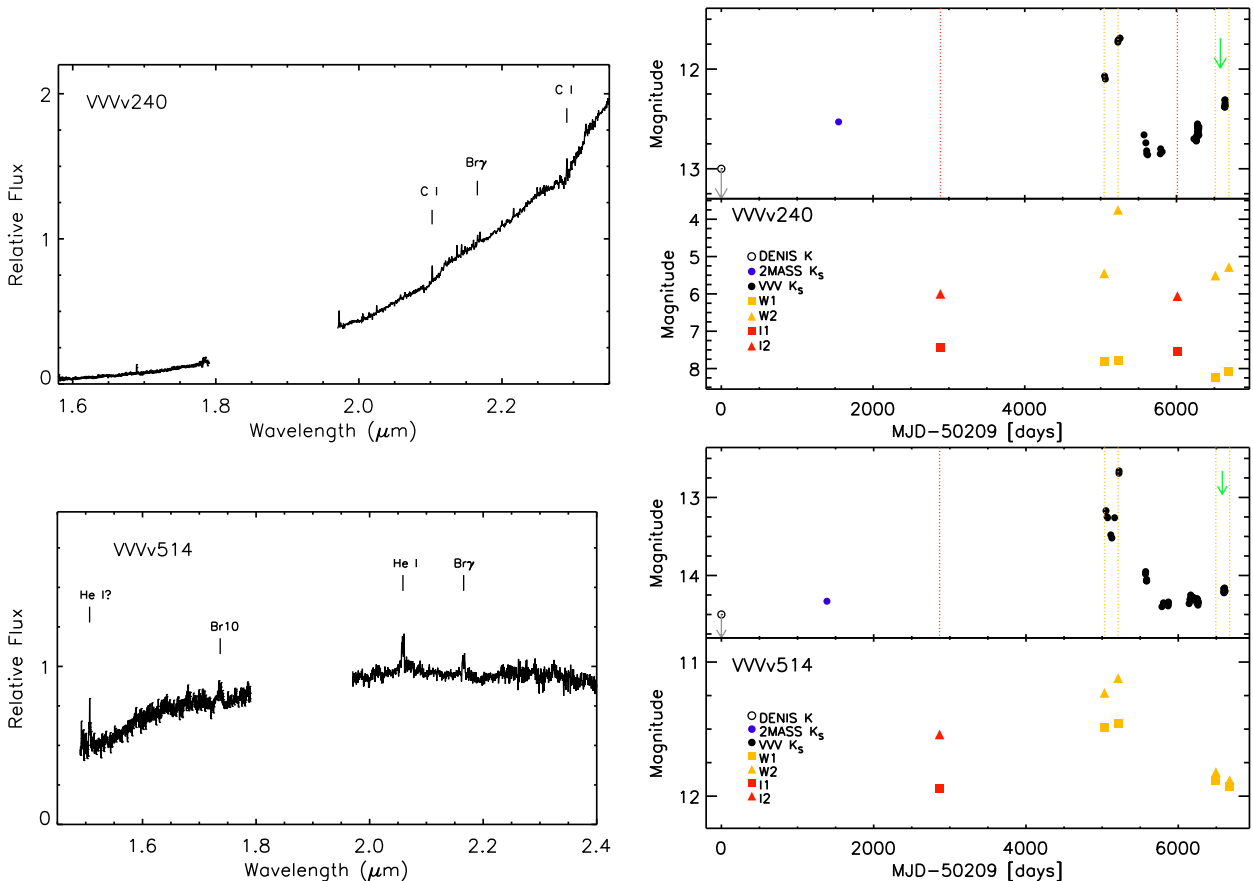 VVVv240
C I
Brγ
C I
Relative Flux
2
1
0
1.6
1.8
2.0
2.2
Wavelength (μm)
Magnitude
12
13
VVVv240
DENIS K
2MASS Ks
VVV Ks
W1
W2
I1
I2
Magnitude
4
5
6
7
8
0
2000
4000
6000
MJD-50209 [days]
VVVv514
He I?
Br10
He I
Brγ
Relative Flux
1
0
1.6
1.8
2.0
2.2
2.4
Wavelength (μm)
Magnitude
13
14
VVVv514
DENIS K
2MASS Ks
VVV Ks
W1
W2
I1
I2
Magnitude
11
12
0
2000
4000
6000
MJD-50209 [days]